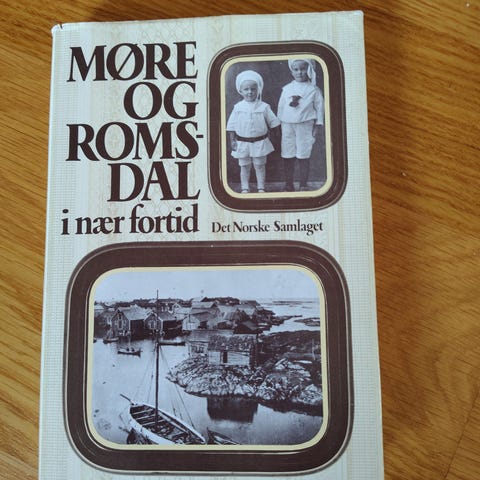 MØRE
OG
ROMS-
DAL
i nær fortid
Det Norske Samlaget